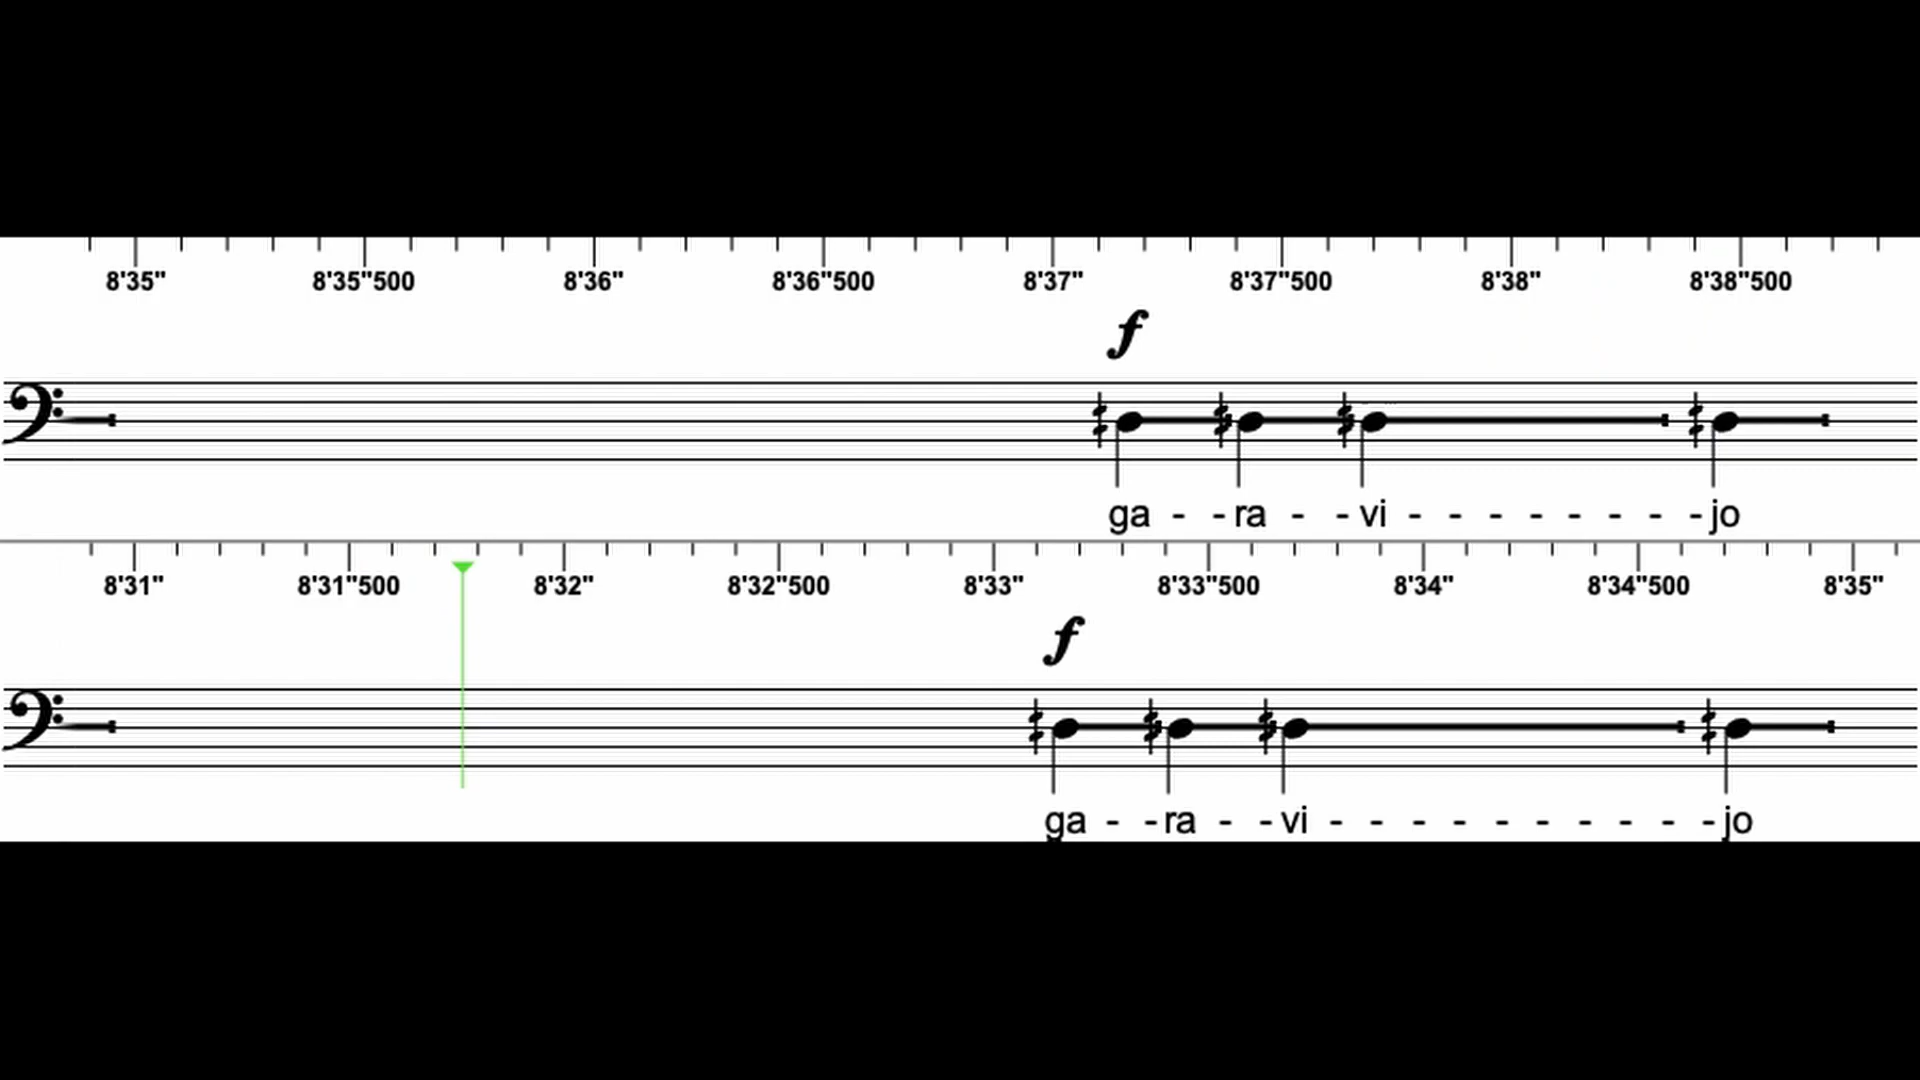 8'35" 8'35"500 8'36" 8'36"500 8'37" 8'37"500 8'38" 8'38"500
f
ga - - ra - - vi - - - - - - - - jo
8'31" 8'31"500 8'32" 8'32"500 8'33" 8'33"500 8'34" 8'34"500 8'35"
f
ga - - ra - - vi - - - - - - - - - - jo